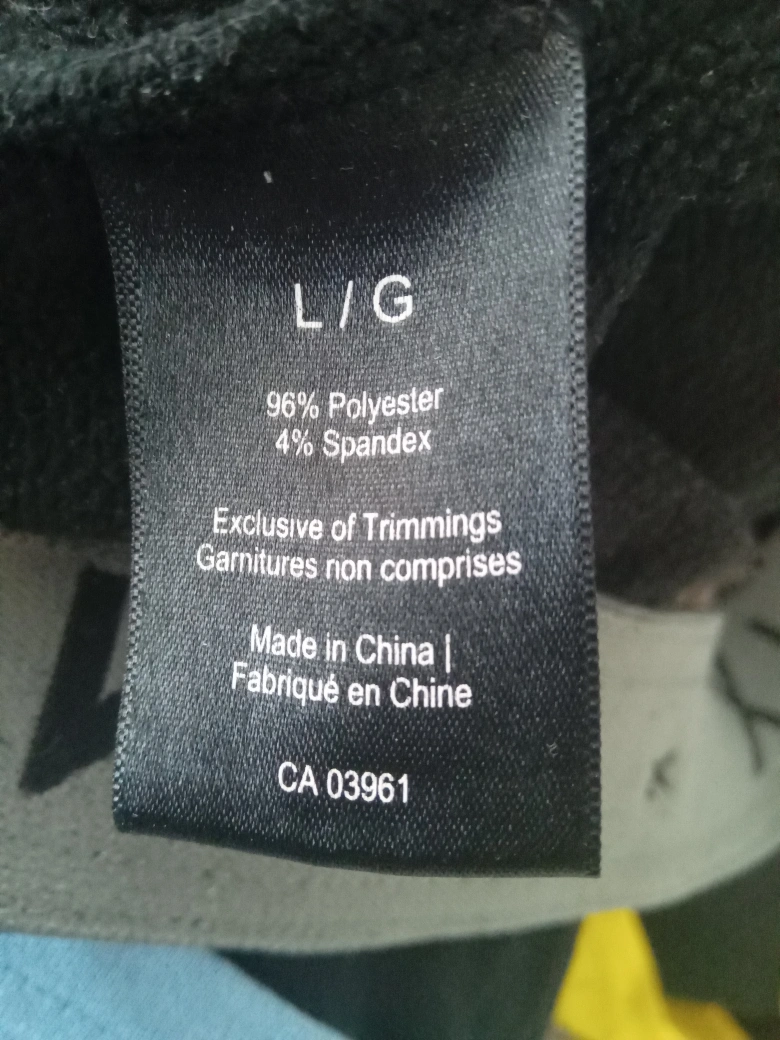 L / G
96% Polyester
4% Spandex
Exclusive of Trimmings
Garnitures non comprises
Made in China |
Fabriqué en Chine
CA 03961